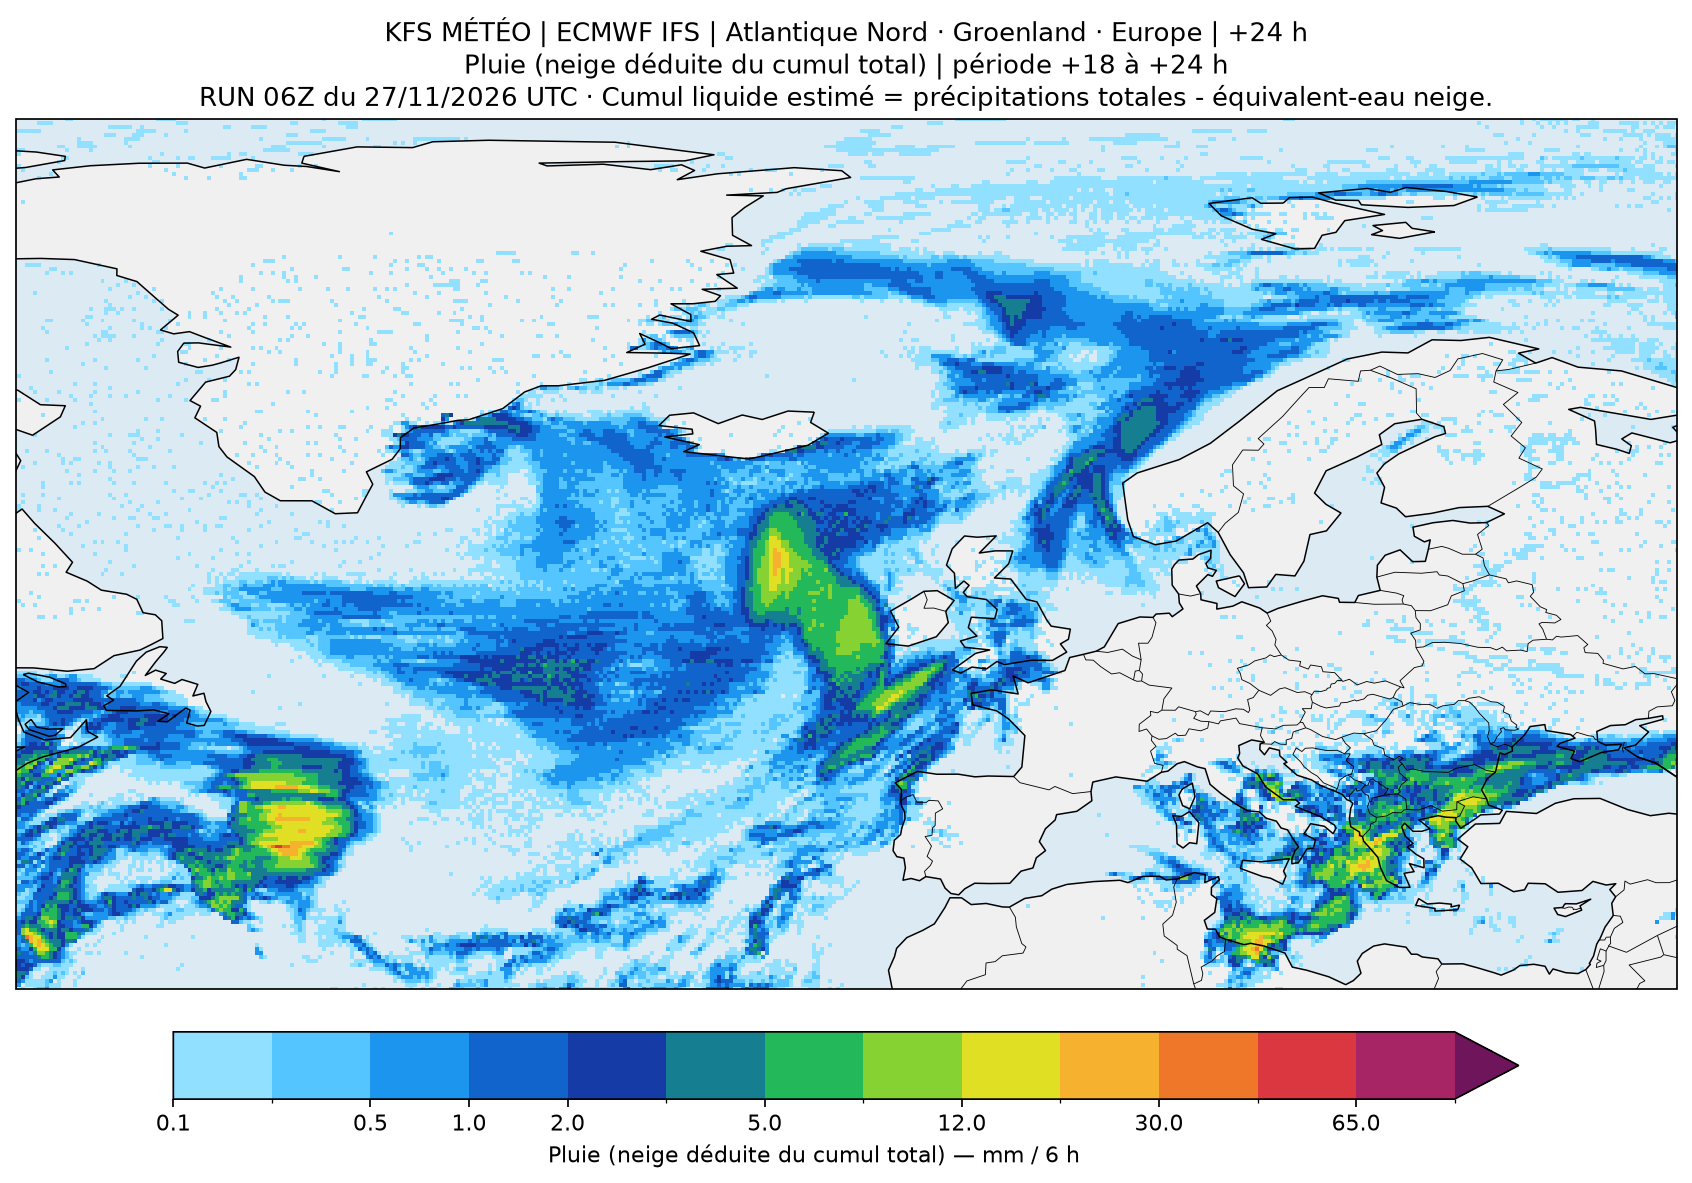 KFS MÉTÉO | ECMWF IFS | Atlantique Nord · Groenland · Europe | +24 h
Pluie (neige déduite du cumul total) | période +18 à +24 h
RUN 06Z du 27/11/2026 UTC · Cumul liquide estimé = précipitations totales - équivalent-eau neige.
0.1 0.5 1.0 2.0 5.0 12.0 30.0 65.0
Pluie (neige déduite du cumul total) — mm / 6 h